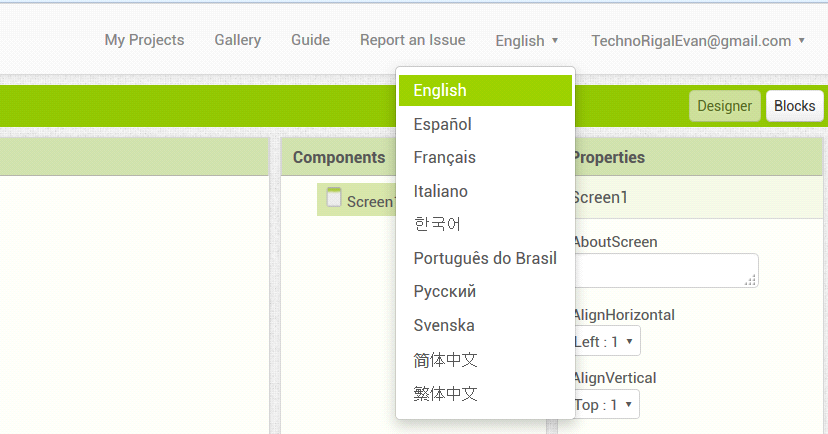 My Projects Gallery Guide Report an Issue English ▾ TechnoRigalEvan@gmail.com ▾
Designer Blocks
Components
Properties
Screen1
Screen1
AboutScreen
AlignHorizontal
Left : 1 ▾
AlignVertical
Top : 1 ▾
English
Español
Français
Italiano
한국어
Português do Brasil
Русский
Svenska
简体中文
繁体中文